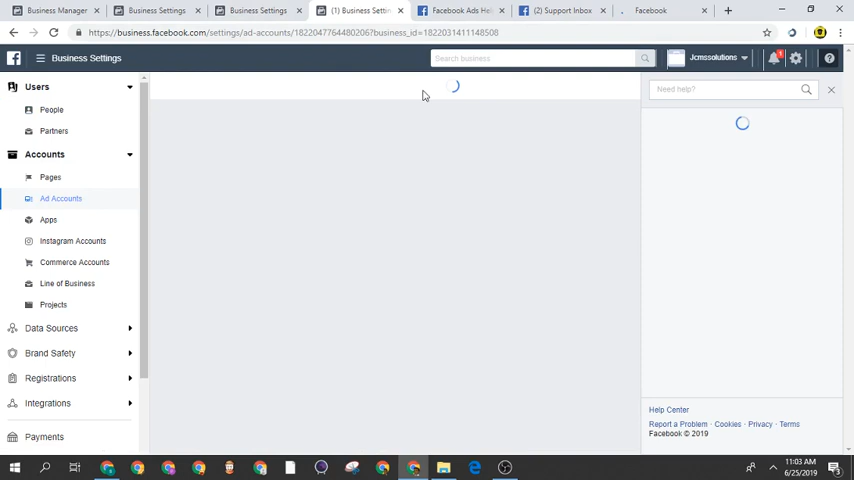 Business Manager
Business Settings
Business Settings
(1) Business Settin
Facebook Ads Hel
(2) Support Inbox
Facebook
https://business.facebook.com/settings/ad-accounts/1822047764480206?business_id=1822031411148508
Business Settings
Search business
Jcmssolutions
1
Users
People
Partners
Accounts
Pages
Ad Accounts
Apps
Instagram Accounts
Commerce Accounts
Line of Business
Projects
Data Sources
Brand Safety
Registrations
Integrations
Payments
Need help?
Help Center
Report a Problem · Cookies · Privacy · Terms
Facebook © 2019
11:03 AM
6/25/2019
3